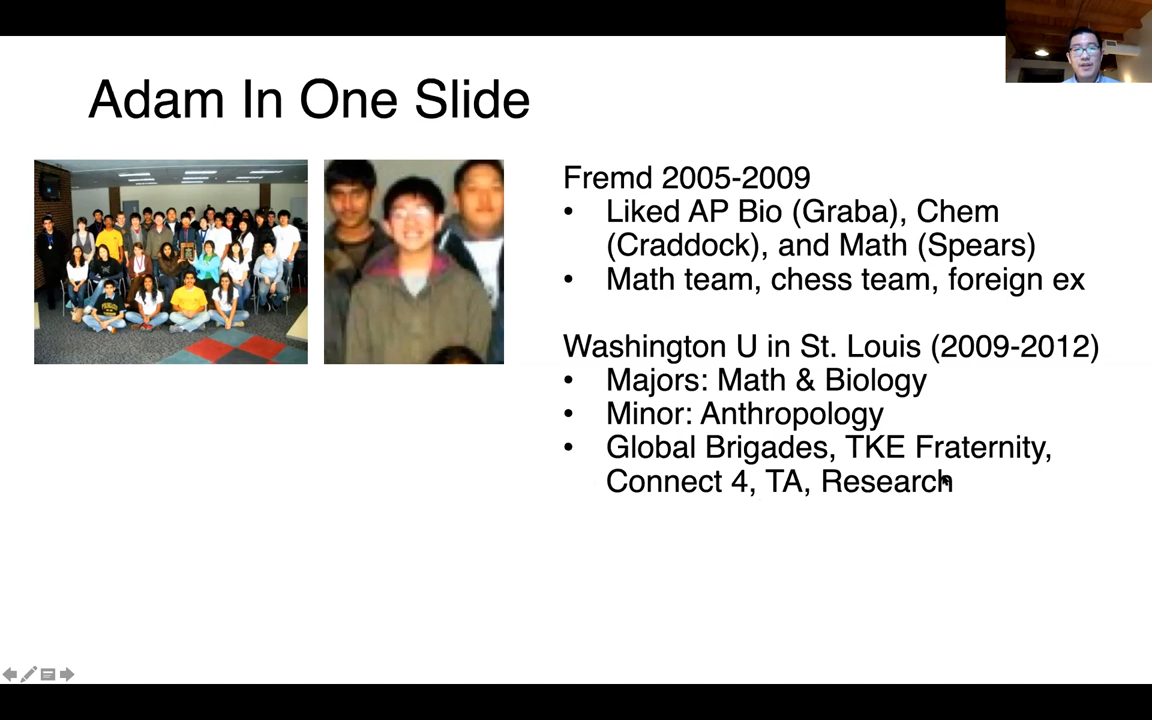 Adam In One Slide
Fremd 2005-2009
• Liked AP Bio (Graba), Chem
(Craddock), and Math (Spears)
• Math team, chess team, foreign ex
Washington U in St. Louis (2009-2012)
• Majors: Math & Biology
• Minor: Anthropology
• Global Brigades, TKE Fraternity,
Connect 4, TA, Research